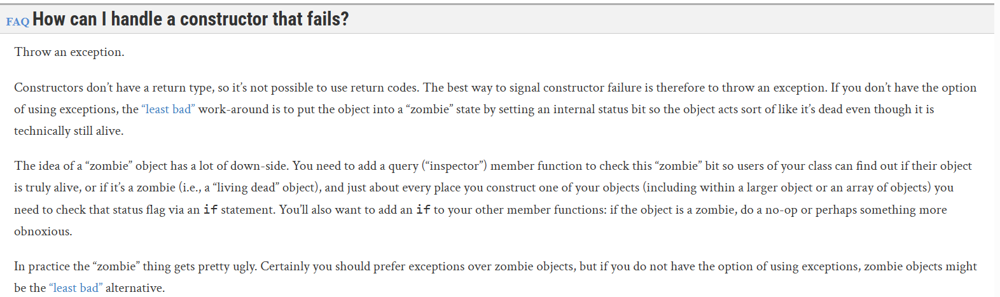 FAQ How can I handle a constructor that fails?
Throw an exception.
Constructors don’t have a return type, so it’s not possible to use return codes. The best way to signal constructor failure is therefore to throw an exception. If you don’t have the option
of using exceptions, the “least bad” work-around is to put the object into a “zombie” state by setting an internal status bit so the object acts sort of like it’s dead even though it is
technically still alive.
The idea of a “zombie” object has a lot of down-side. You need to add a query (“inspector”) member function to check this “zombie” bit so users of your class can find out if their object
is truly alive, or if it’s a zombie (i.e., a “living dead” object), and just about every place you construct one of your objects (including within a larger object or an array of objects) you
need to check that status flag via an if statement. You’ll also want to add an if to your other member functions: if the object is a zombie, do a no-op or perhaps something more
obnoxious.
In practice the “zombie” thing gets pretty ugly. Certainly you should prefer exceptions over zombie objects, but if you do not have the option of using exceptions, zombie objects might
be the “least bad” alternative.